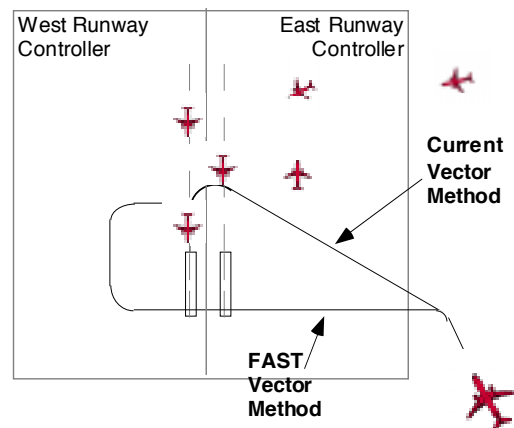 West Runway
Controller
East Runway
Controller
Current
Vector
Method
FAST
Vector
Method